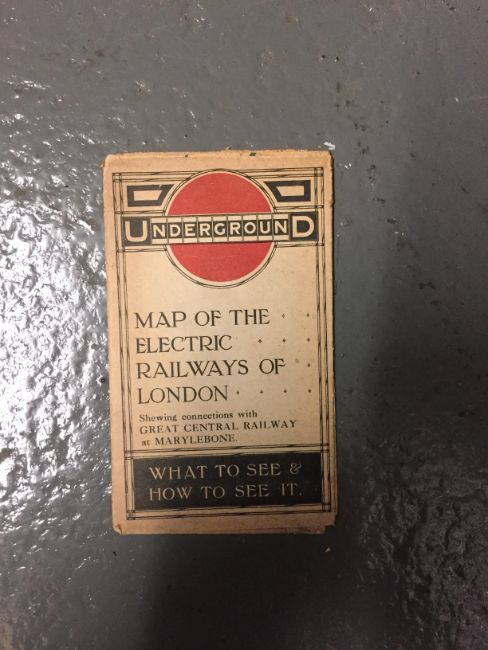 UNDERGROUND
MAP OF THE
ELECTRIC
RAILWAYS OF
LONDON
Shewing connections with
GREAT CENTRAL RAILWAY
at MARYLEBONE.
WHAT TO SEE &
HOW TO SEE IT.